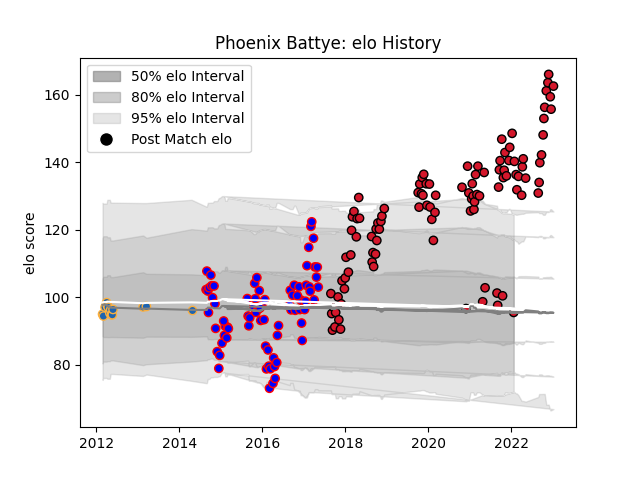 Phoenix Battye: elo History
50% elo Interval
80% elo Interval
95% elo Interval
Post Match elo
elo score
160
140
120
100
80
2012 2014 2016 2018 2020 2022